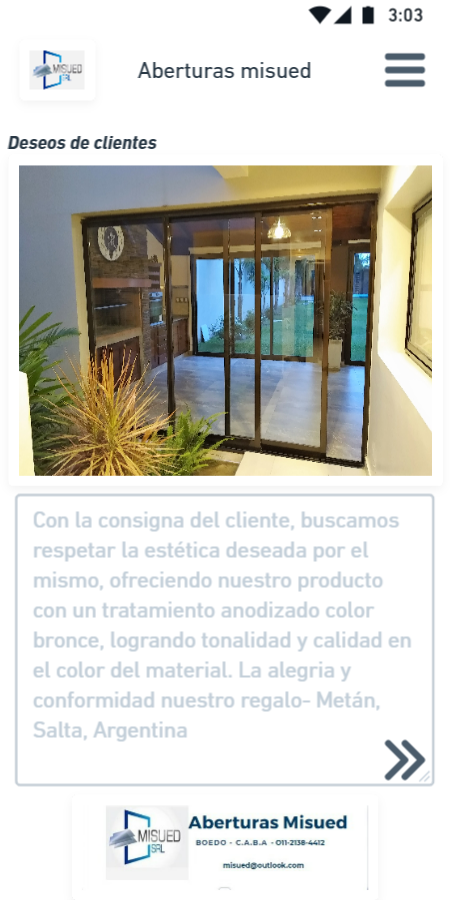 3:03
MISUED
SRL
Aberturas misued
Deseos de clientes
Con la consigna del cliente, buscamos
respetar la estética deseada por el
mismo, ofreciendo nuestro producto
con un tratamiento anodizado color
bronce, logrando tonalidad y calidad en
el color del material. La alegria y
conformidad nuestro regalo- Metán,
Salta, Argentina
MISUED
SRL
Aberturas Misued
BOEDO - C.A.B.A - 011-2138-4412
misued@outlook.com